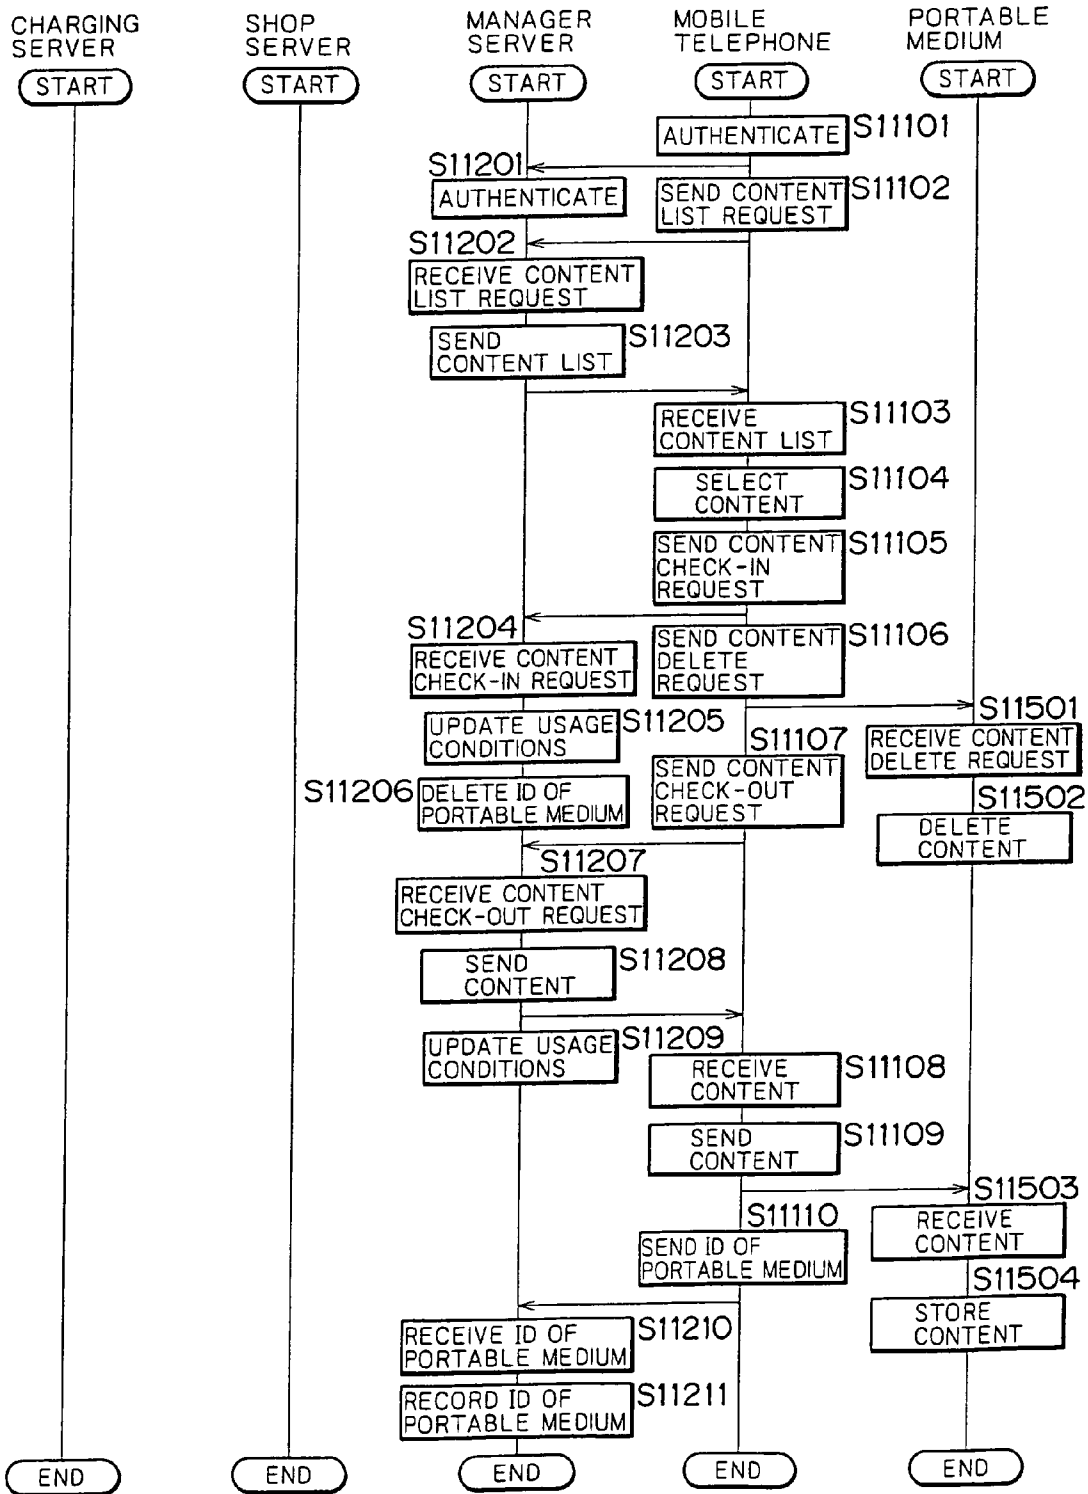 CHARGING
SERVER
SHOP
SERVER
MANAGER
SERVER
MOBILE
TELEPHONE
PORTABLE
MEDIUM
START
START
START
START
START
AUTHENTICATE
S11101
S11201
AUTHENTICATE
SEND CONTENT
LIST REQUEST
S11102
S11202
RECEIVE CONTENT
LIST REQUEST
SEND
CONTENT LIST
S11203
RECEIVE
CONTENT LIST
S11103
SELECT
CONTENT
S11104
SEND CONTENT
CHECK-IN
REQUEST
S11105
S11204
RECEIVE CONTENT
CHECK-IN REQUEST
SEND CONTENT
DELETE
REQUEST
S11106
S11501
RECEIVE CONTENT
DELETE REQUEST
UPDATE USAGE
CONDITIONS
S11205
S11107
SEND CONTENT
CHECK-OUT
REQUEST
S11206
DELETE ID OF
PORTABLE MEDIUM
S11502
DELETE
CONTENT
S11207
RECEIVE CONTENT
CHECK-OUT REQUEST
SEND
CONTENT
S11208
UPDATE USAGE
CONDITIONS
S11209
RECEIVE
CONTENT
S11108
SEND
CONTENT
S11109
S11503
RECEIVE
CONTENT
S11110
SEND ID OF
PORTABLE MEDIUM
S11504
STORE
CONTENT
RECEIVE ID OF
PORTABLE MEDIUM
S11210
RECORD ID OF
PORTABLE MEDIUM
S11211
END
END
END
END
END